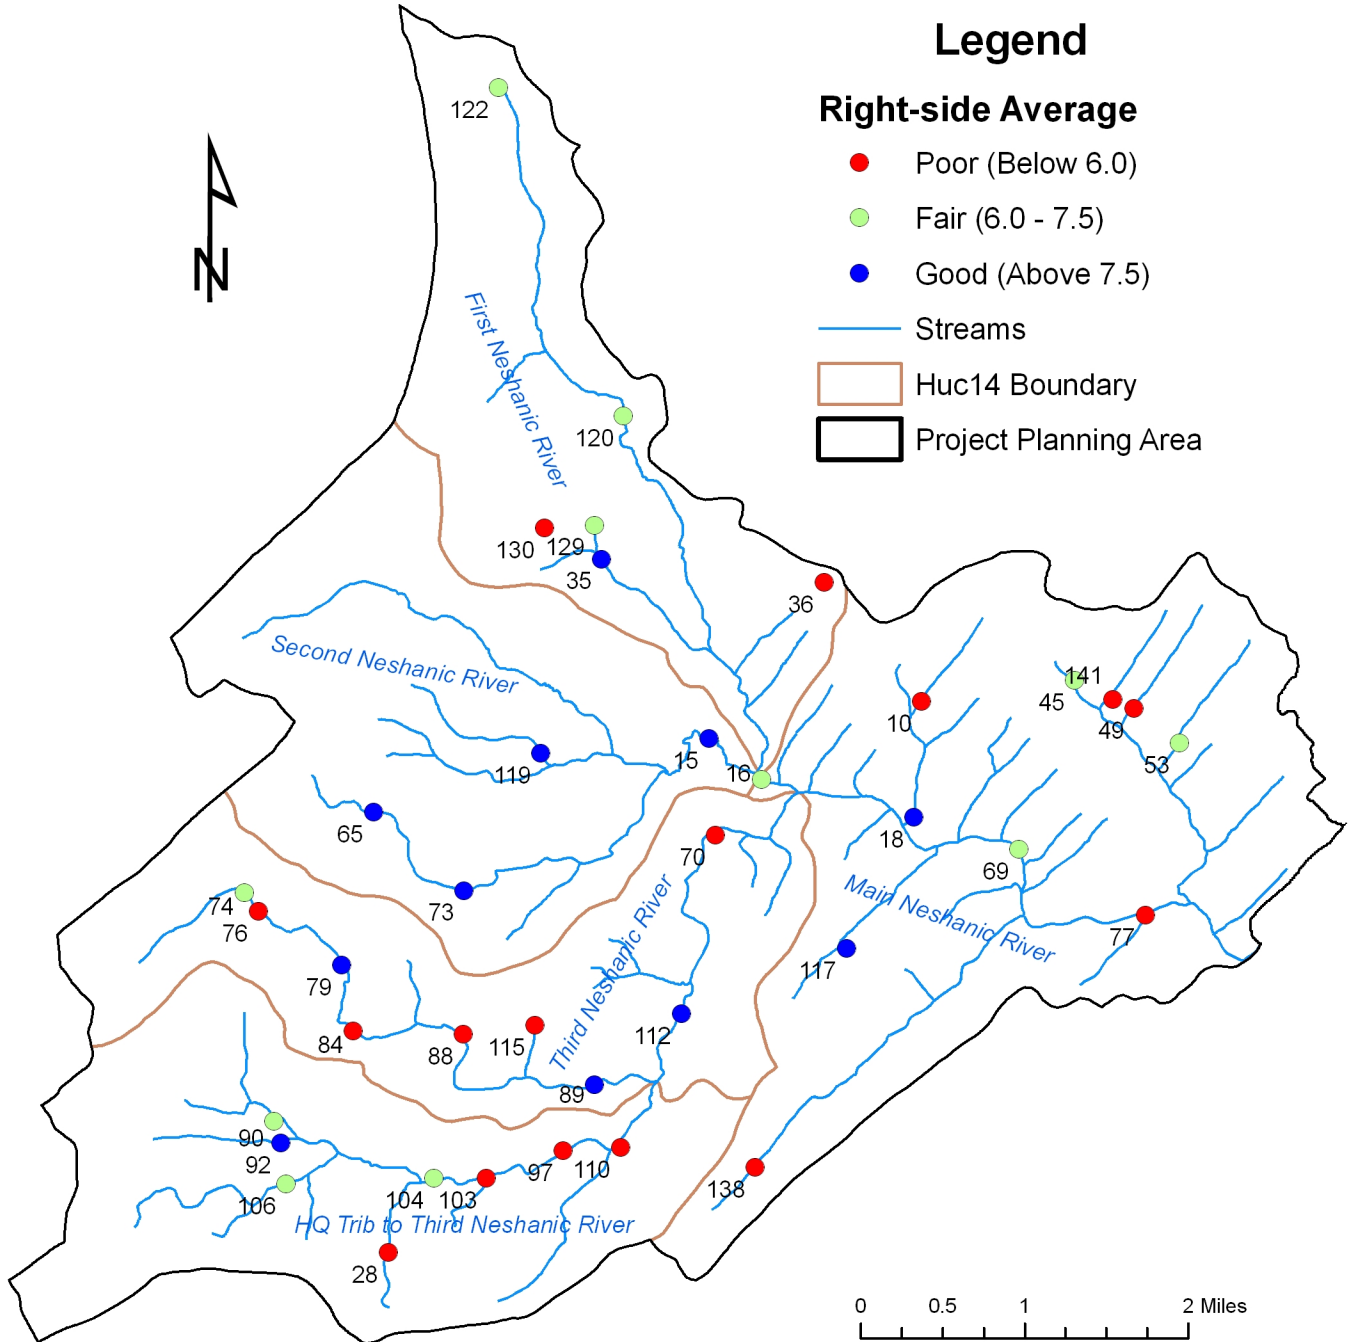 Legend
Right-side Average
Poor (Below 6.0)
Fair (6.0 - 7.5)
Good (Above 7.5)
Streams
Huc14 Boundary
Project Planning Area
N
122
First Neshanic River
120
130
129
35
36
Second Neshanic River
141
45
49
53
10
15
16
119
65
18
70
69
73
Main Neshanic River
74
76
77
117
79
Third Neshanic River
84
88
115
112
89
90
92
106
104
103
97
110
138
HQ Trib to Third Neshanic River
28
0 0.5 1 2 Miles